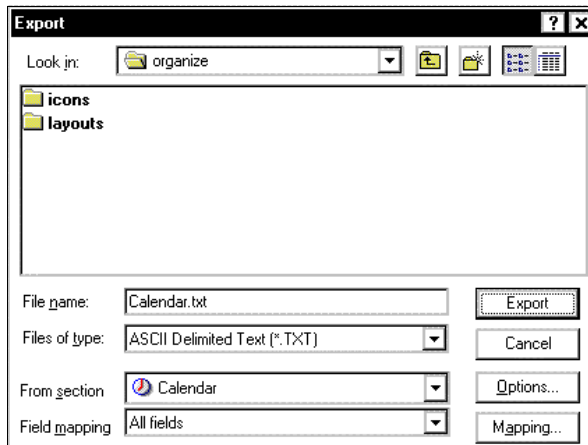 Export
Look in: organize
icons
layouts
File name: Calendar.txt Export
Files of type: ASCII Delimited Text (*.TXT) Cancel
From section Calendar Options...
Field mapping All fields Mapping...